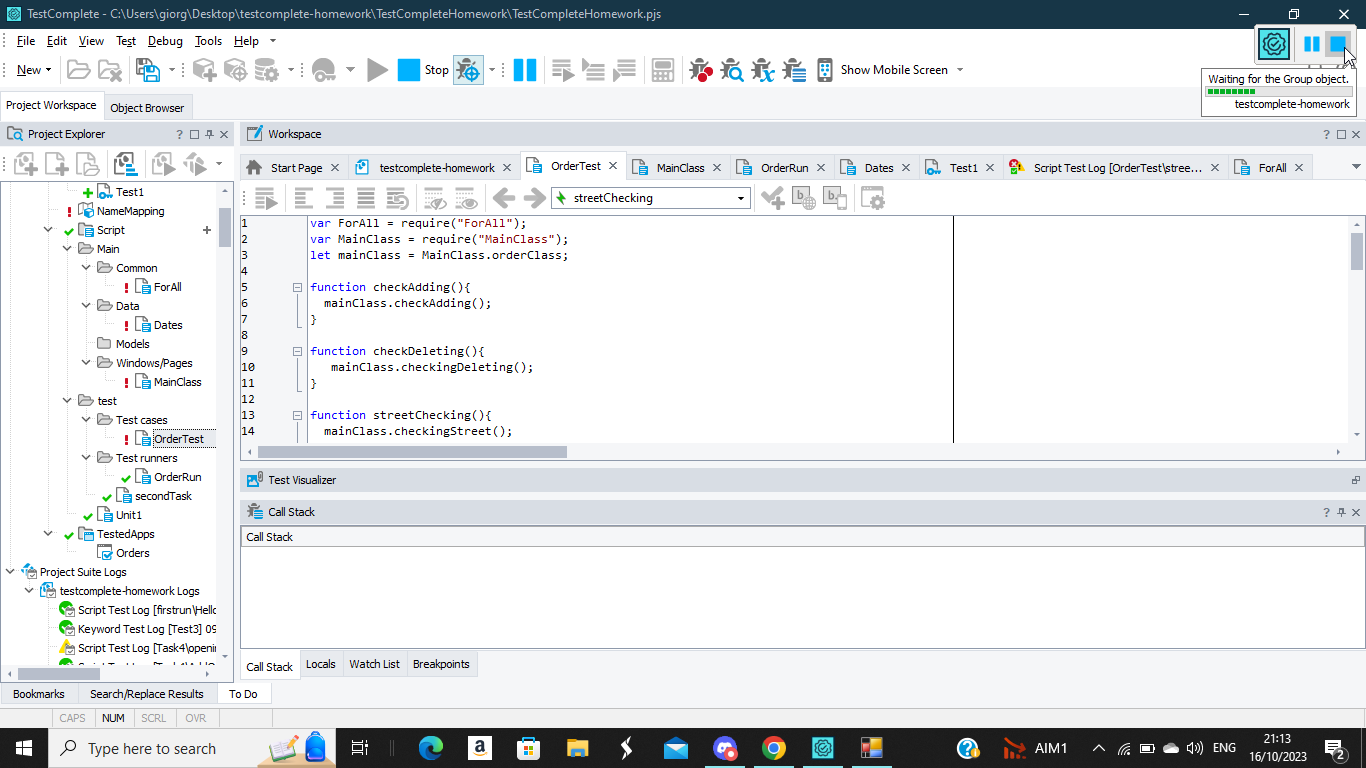 TestComplete - C:\Users\giorg\Desktop\testcomplete-homework\TestCompleteHomework\TestCompleteHomework.pjs
File Edit View Test Debug Tools Help
New Stop Show Mobile Screen
Waiting for the Group object.
testcomplete-homework
Project Workspace Object Browser
Project Explorer
Workspace
Start Page testcomplete-homework OrderTest MainClass OrderRun Dates Test1 Script Test Log [OrderTest\stree... ForAll
streetChecking
Test1
NameMapping
Script
Main
Common
ForAll
Data
Dates
Models
Windows/Pages
MainClass
test
Test cases
OrderTest
Test runners
OrderRun
secondTask
Unit1
TestedApps
Orders
Project Suite Logs
testcomplete-homework Logs
Script Test Log [firstrun\Hello
Keyword Test Log [Test3] 09
Script Test Log [Task4\openin
1 var ForAll = require("ForAll");
2 var MainClass = require("MainClass");
3 let mainClass = MainClass.orderClass;
4
5 function checkAdding(){
6 mainClass.checkAdding();
7 }
8
9 function checkDeleting(){
10 mainClass.checkingDeleting();
11 }
12
13 function streetChecking(){
14 mainClass.checkingStreet();
Test Visualizer
Call Stack
Call Stack
Call Stack Locals Watch List Breakpoints
Bookmarks Search/Replace Results To Do
CAPS NUM SCRL OVR
Type here to search
AIM1 ENG
21:13
16/10/2023
2